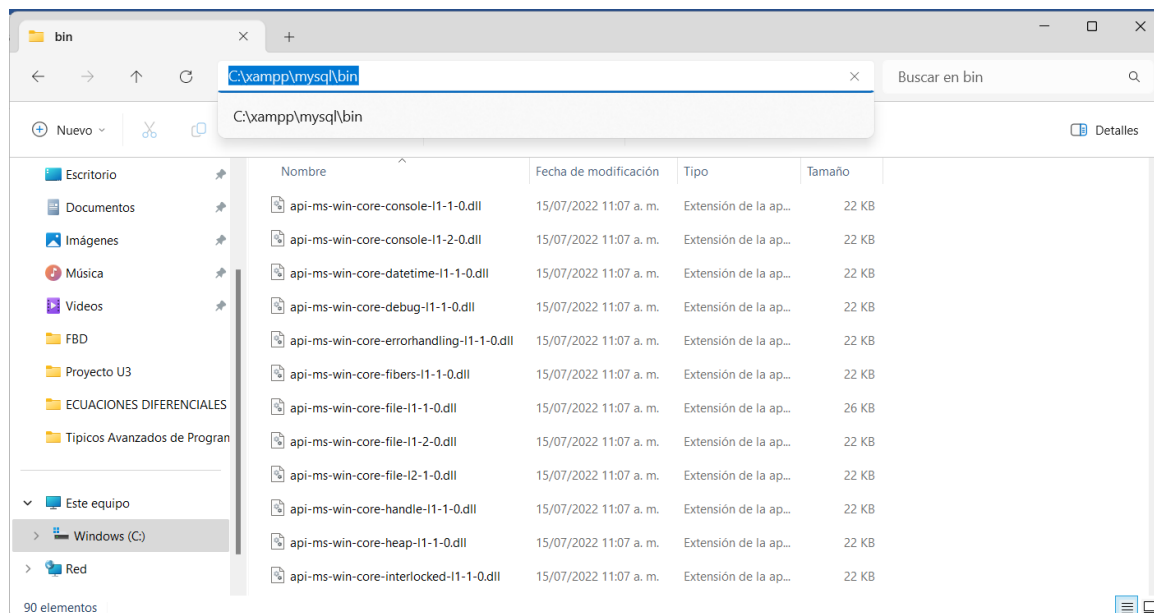 bin
C:\xampp\mysql\bin
Buscar en bin
C:\xampp\mysql\bin
Nuevo
Detalles
Escritorio
Documentos
Imágenes
Música
Videos
FBD
Proyecto U3
ECUACIONES DIFERENCIALES
Tipicos Avanzados de Progran
Este equipo
Windows (C:)
Red
Nombre Fecha de modificación Tipo Tamaño
api-ms-win-core-console-l1-1-0.dll 15/07/2022 11:07 a. m. Extensión de la ap... 22 KB
api-ms-win-core-console-l1-2-0.dll 15/07/2022 11:07 a. m. Extensión de la ap... 22 KB
api-ms-win-core-datetime-l1-1-0.dll 15/07/2022 11:07 a. m. Extensión de la ap... 22 KB
api-ms-win-core-debug-l1-1-0.dll 15/07/2022 11:07 a. m. Extensión de la ap... 22 KB
api-ms-win-core-errorhandling-l1-1-0.dll 15/07/2022 11:07 a. m. Extensión de la ap... 22 KB
api-ms-win-core-fibers-l1-1-0.dll 15/07/2022 11:07 a. m. Extensión de la ap... 22 KB
api-ms-win-core-file-l1-1-0.dll 15/07/2022 11:07 a. m. Extensión de la ap... 26 KB
api-ms-win-core-file-l1-2-0.dll 15/07/2022 11:07 a. m. Extensión de la ap... 22 KB
api-ms-win-core-file-l2-1-0.dll 15/07/2022 11:07 a. m. Extensión de la ap... 22 KB
api-ms-win-core-handle-l1-1-0.dll 15/07/2022 11:07 a. m. Extensión de la ap... 22 KB
api-ms-win-core-heap-l1-1-0.dll 15/07/2022 11:07 a. m. Extensión de la ap... 22 KB
api-ms-win-core-interlocked-l1-1-0.dll 15/07/2022 11:07 a. m. Extensión de la ap... 22 KB
90 elementos